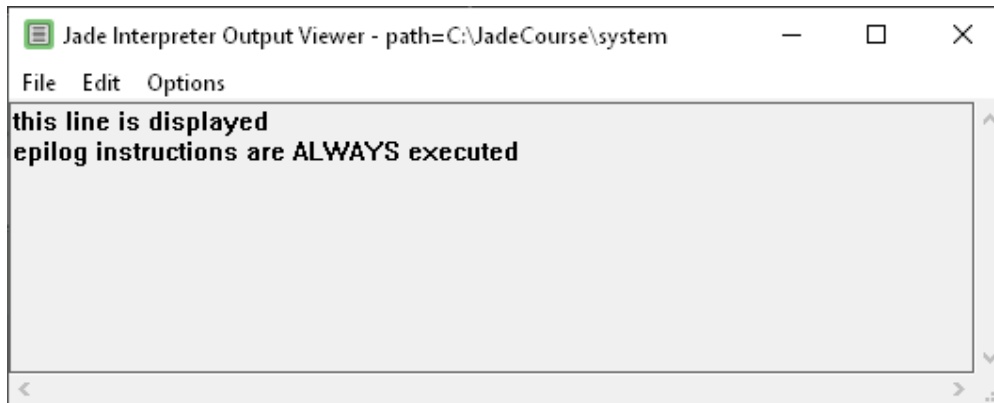 Jade Interpreter Output Viewer - path=C:\JadeCourse\system
File Edit Options
this line is displayed
epilog instructions are ALWAYS executed